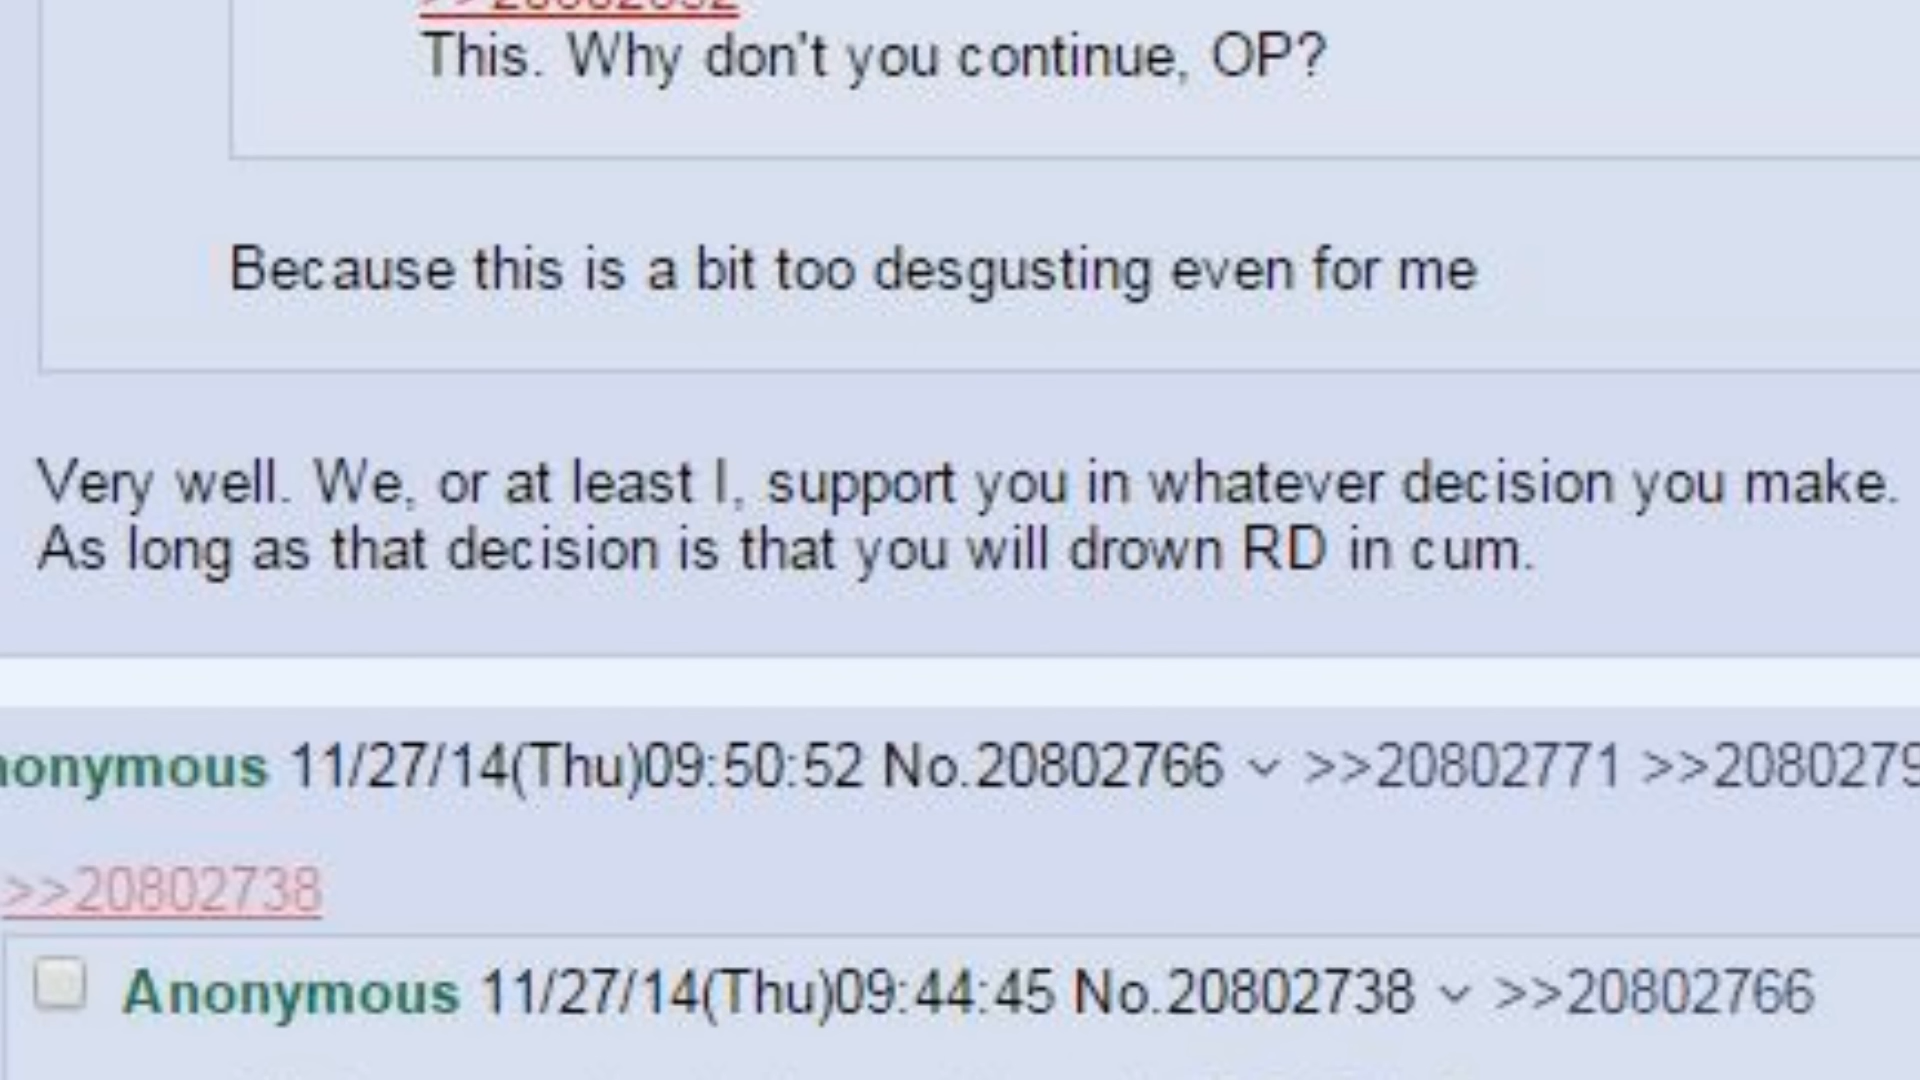 This. Why don't you continue, OP?
Because this is a bit too desgusting even for me
Very well. We, or at least I, support you in whatever decision you make.
As long as that decision is that you will drown RD in cum.
nonymous 11/27/14(Thu)09:50:52 No.20802766 >>20802771 >>2080279
>>20802738
Anonymous 11/27/14(Thu)09:44:45 No.20802738 >>20802766